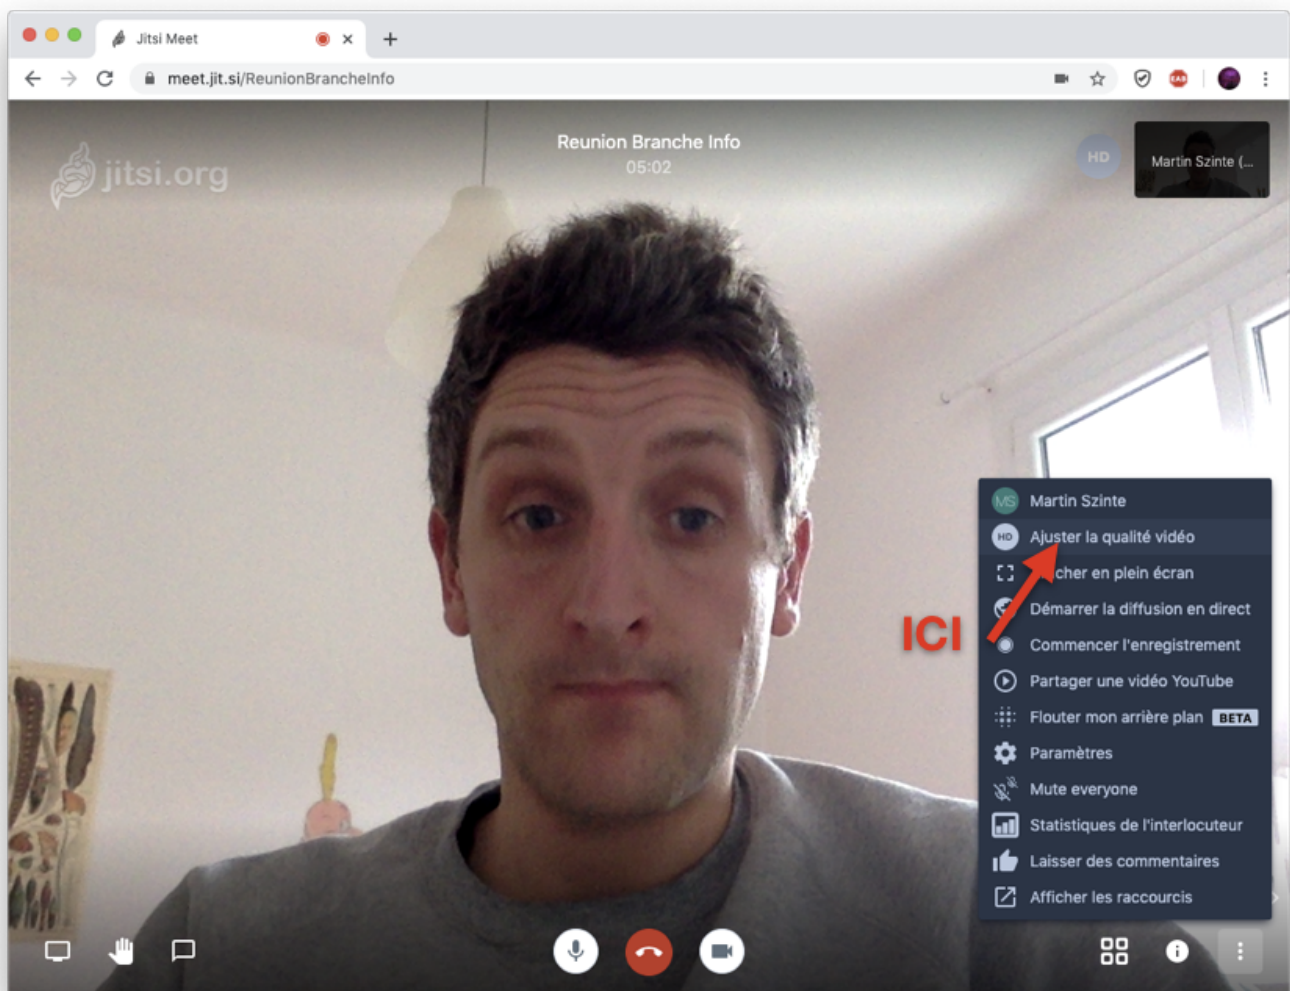 Jitsi Meet
meet.jit.si/ReunionBrancheInfo
EAB
jitsi.org
Reunion Branche Info
05:02
HD
Martin Szinte (...
MS Martin Szinte
HD Ajuster la qualité vidéo
cher en plein écran
Démarrer la diffusion en direct
ICI
Commencer l'enregistrement
Partager une vidéo YouTube
Flouter mon arrière plan BETA
Paramètres
Mute everyone
Statistiques de l'interlocuteur
Laisser des commentaires
Afficher les raccourcis